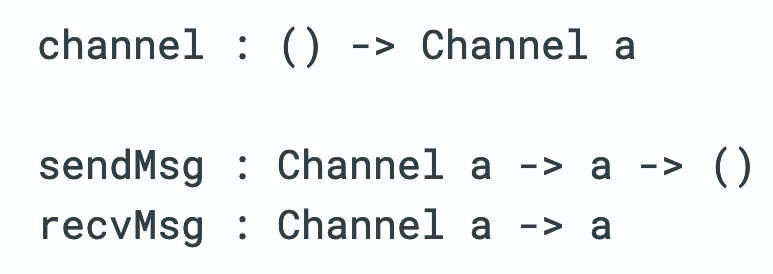 channel : () -> Channel a
sendMsg : Channel a -> a -> ()
recvMsg : Channel a -> a